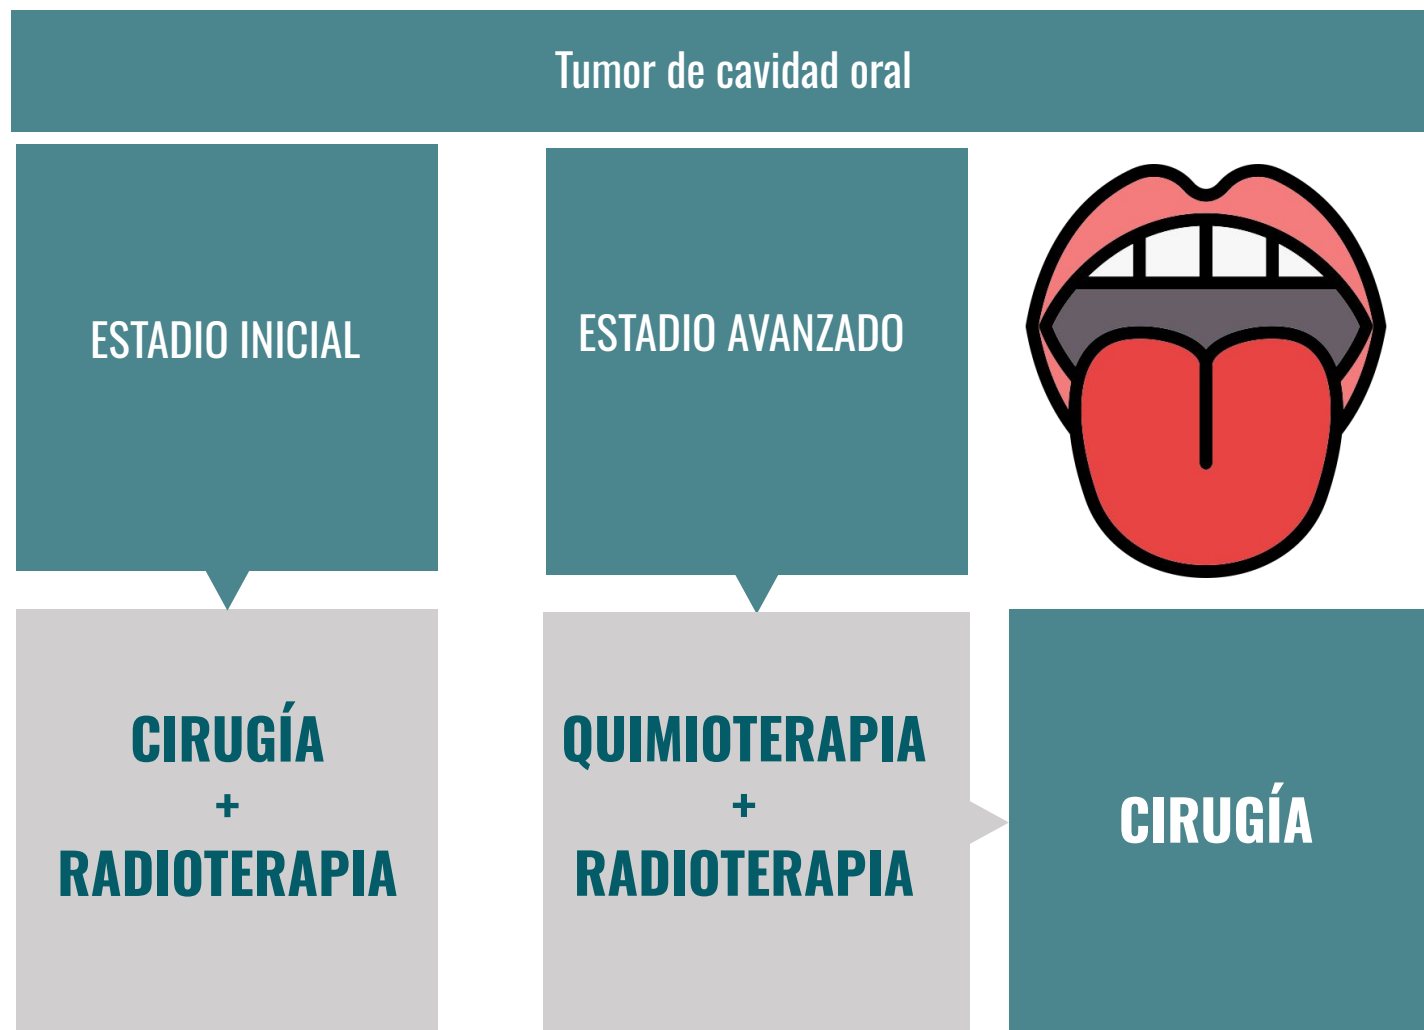 Tumor de cavidad oral
ESTADIO INICIAL
ESTADIO AVANZADO
CIRUGÍA
+
RADIOTERAPIA
QUIMIOTERAPIA
+
RADIOTERAPIA
CIRUGÍA